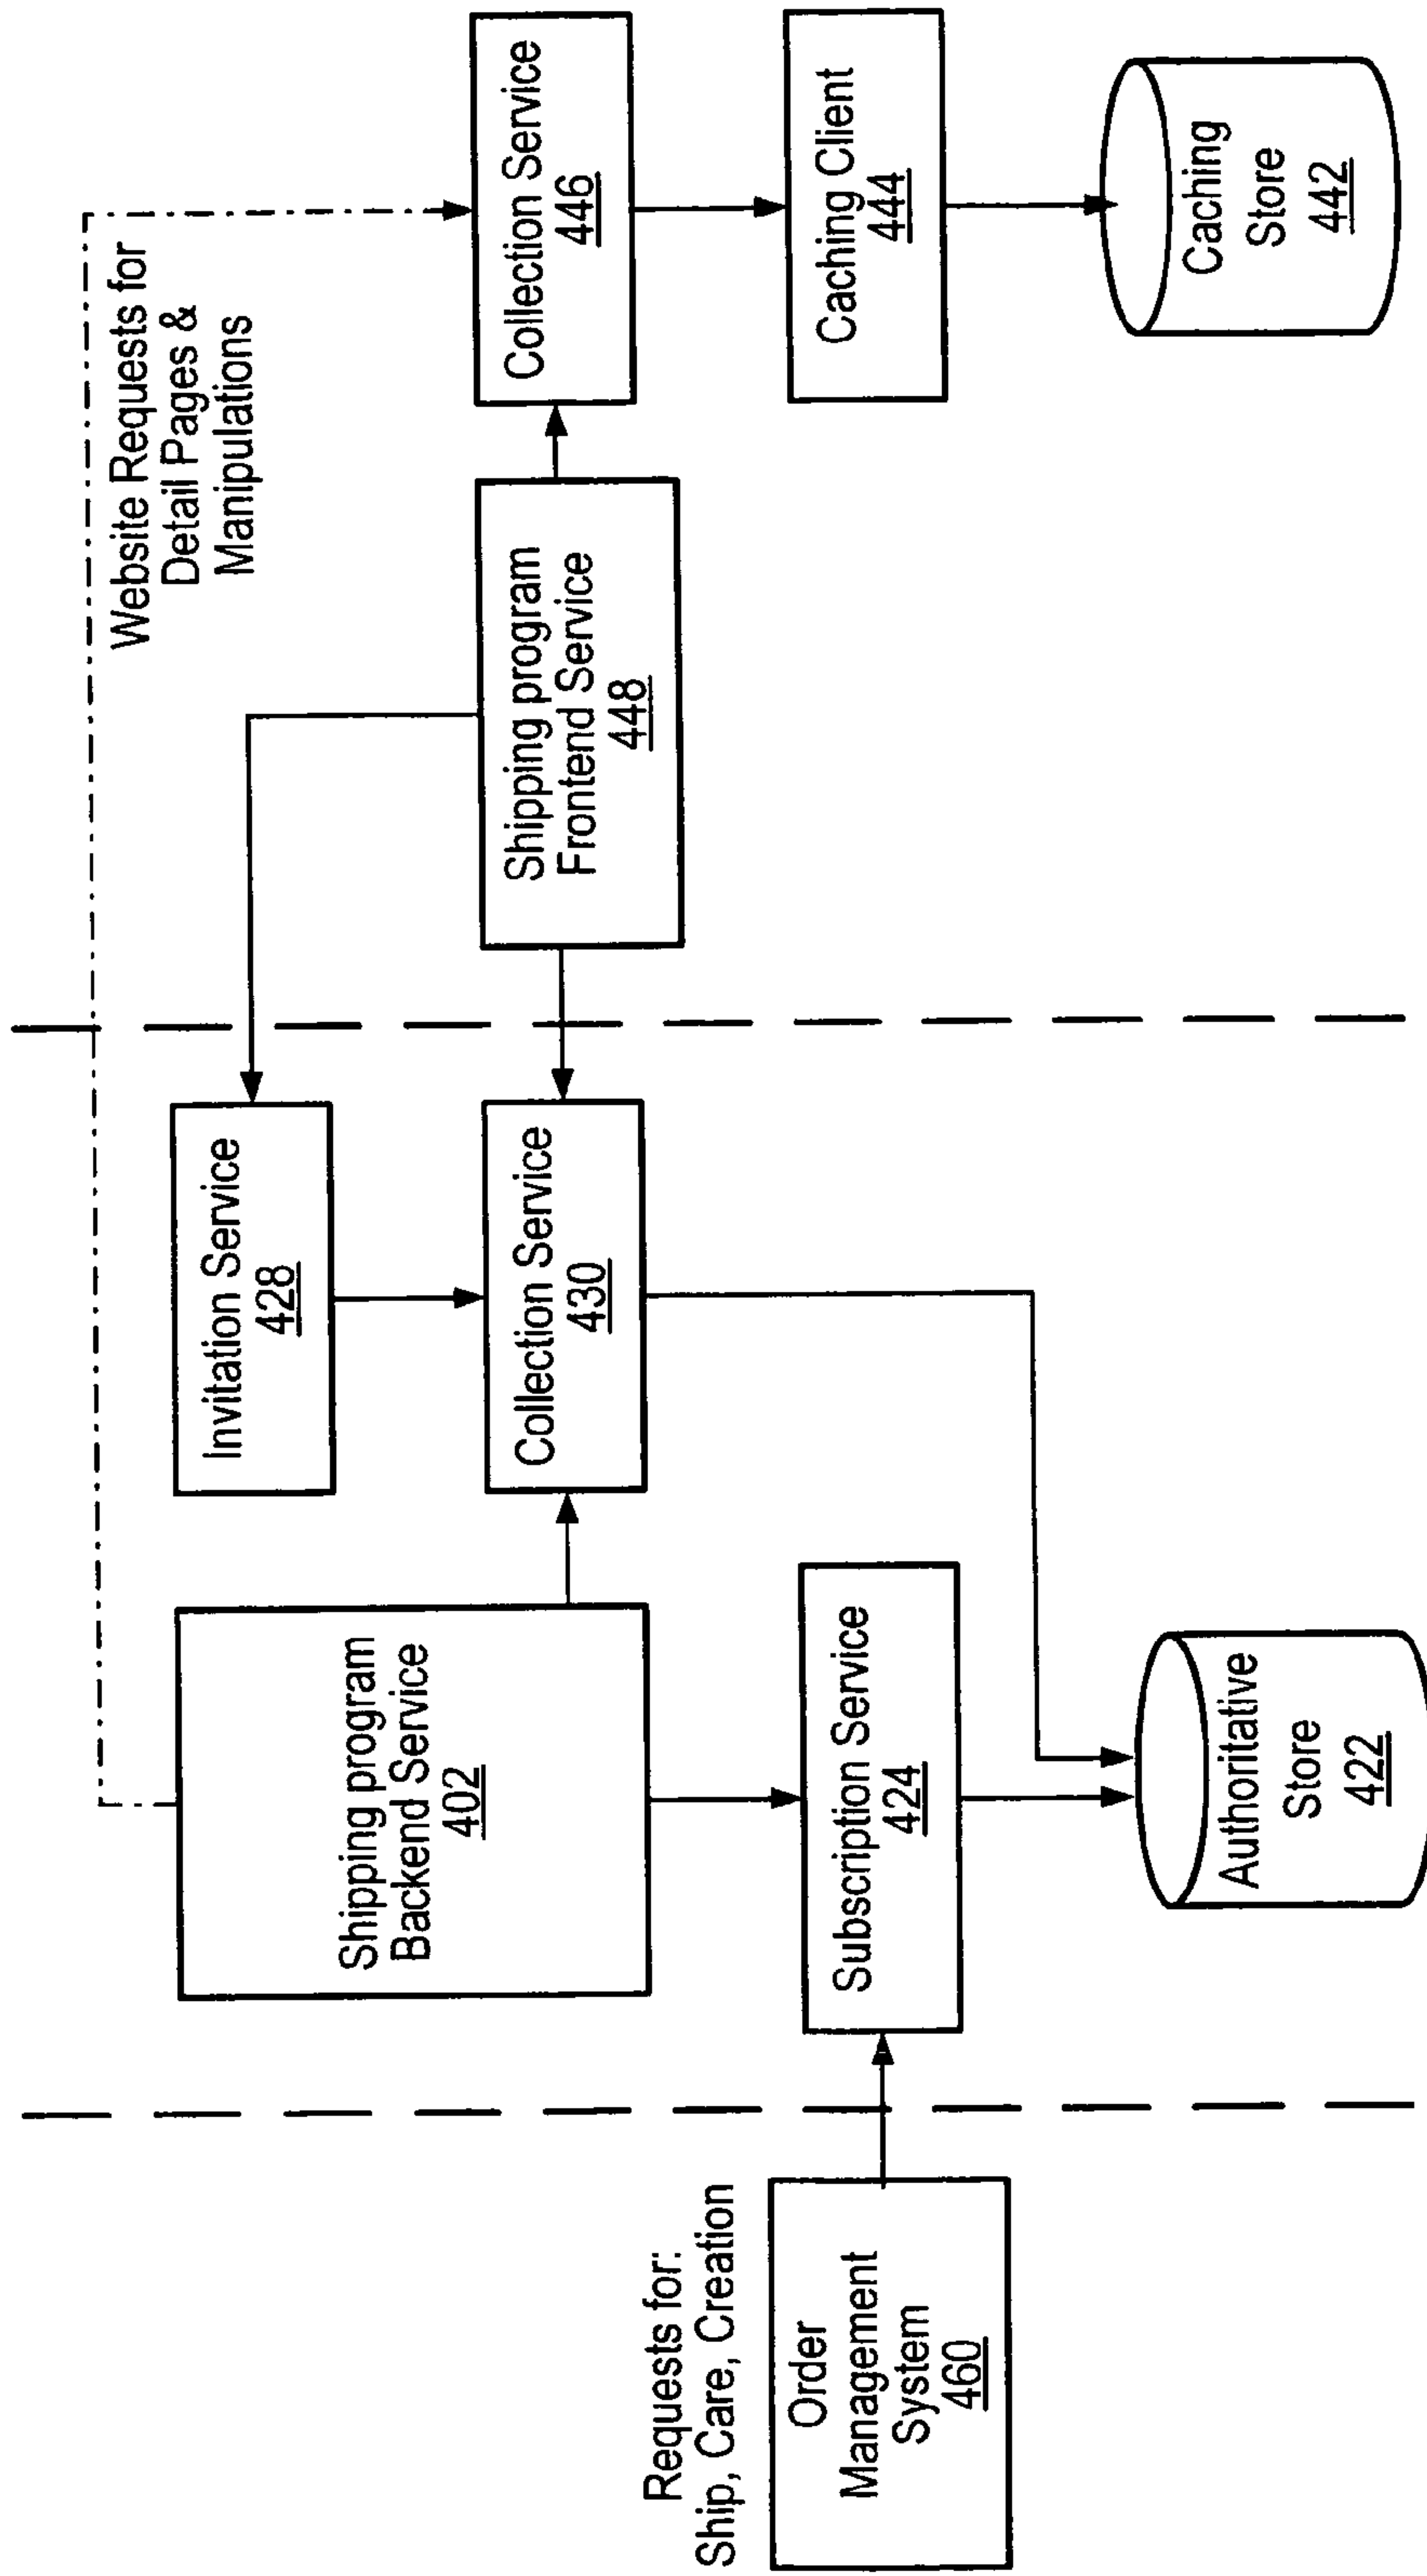 Website Requests for
Detail Pages &
Manipulations
Invitation Service
428
Shipping program
Backend Service
402
Collection Service
430
Shipping program
Frontend Service
448
Collection Service
446
Requests for:
Ship, Care, Creation
Order
Management
System
460
Subscription Service
424
Caching Client
444
Authoritative
Store
422
Caching
Store
442